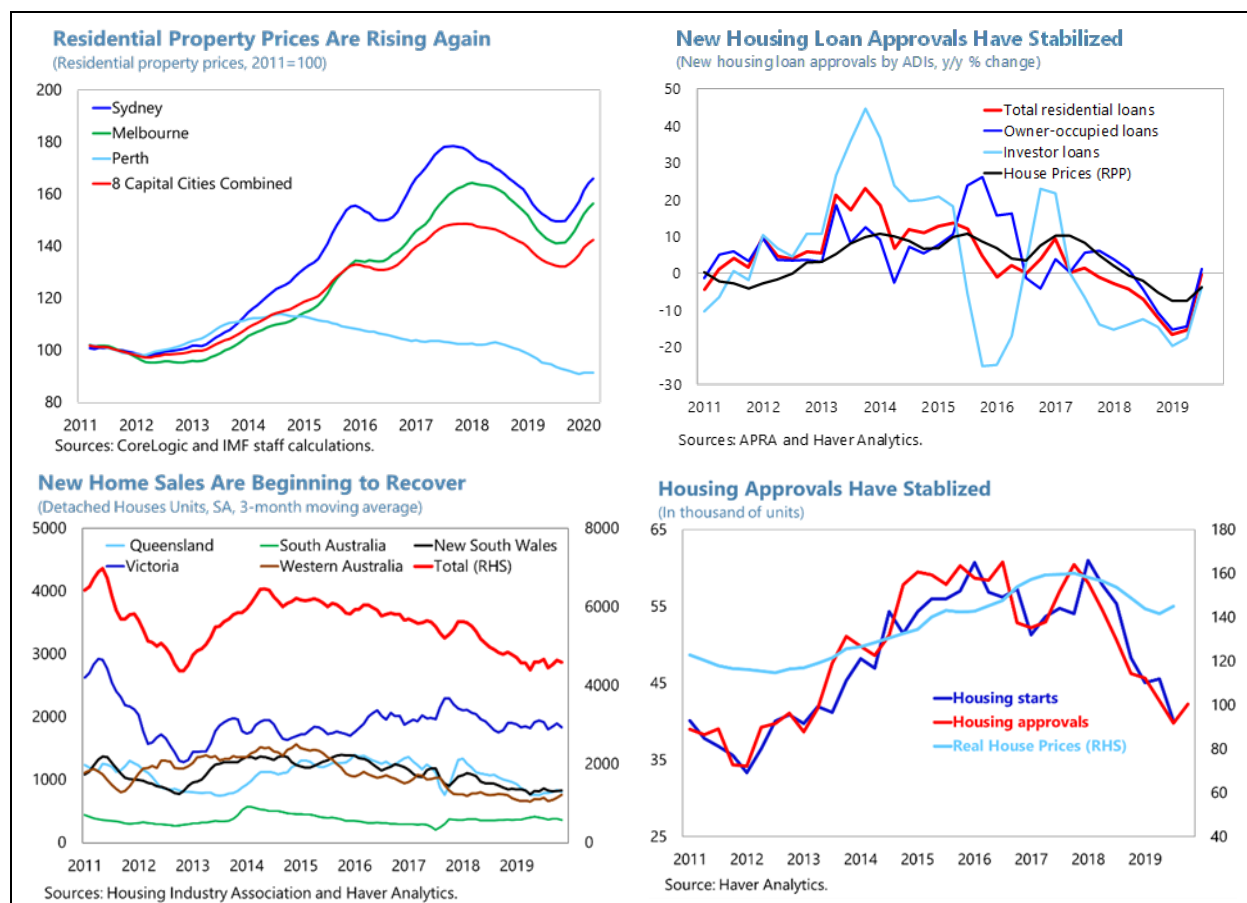 Residential Property Prices Are Rising Again
(Residential property prices, 2011=100)
200
180
160
140
120
100
80
Sydney
Melbourne
Perth
8 Capital Cities Combined
2011 2012 2013 2014 2015 2016 2017 2018 2019 2020
Sources: CoreLogic and IMF staff calculations.
New Housing Loan Approvals Have Stabilized
(New housing loan approvals by ADIs, y/y % change)
50
40
30
20
10
0
-10
-20
-30
Total residential loans
Owner-occupied loans
Investor loans
House Prices (RPP)
2011 2012 2013 2014 2015 2016 2017 2018 2019
Sources: APRA and Haver Analytics.
New Home Sales Are Beginning to Recover
(Detached Houses Units, SA, 3-month moving average)
5000
4000
3000
2000
1000
0
Queensland South Australia New South Wales
Victoria Western Australia Total (RHS)
8000
6000
4000
2000
0
2011 2012 2013 2014 2015 2016 2017 2018 2019
Sources: Housing Industry Association and Haver Analytics.
Housing Approvals Have Stablized
(In thousand of units)
65
55
45
35
25
Housing starts
Housing approvals
Real House Prices (RHS)
180
160
140
120
100
80
60
40
2011 2012 2013 2014 2015 2016 2017 2018 2019
Source: Haver Analytics.